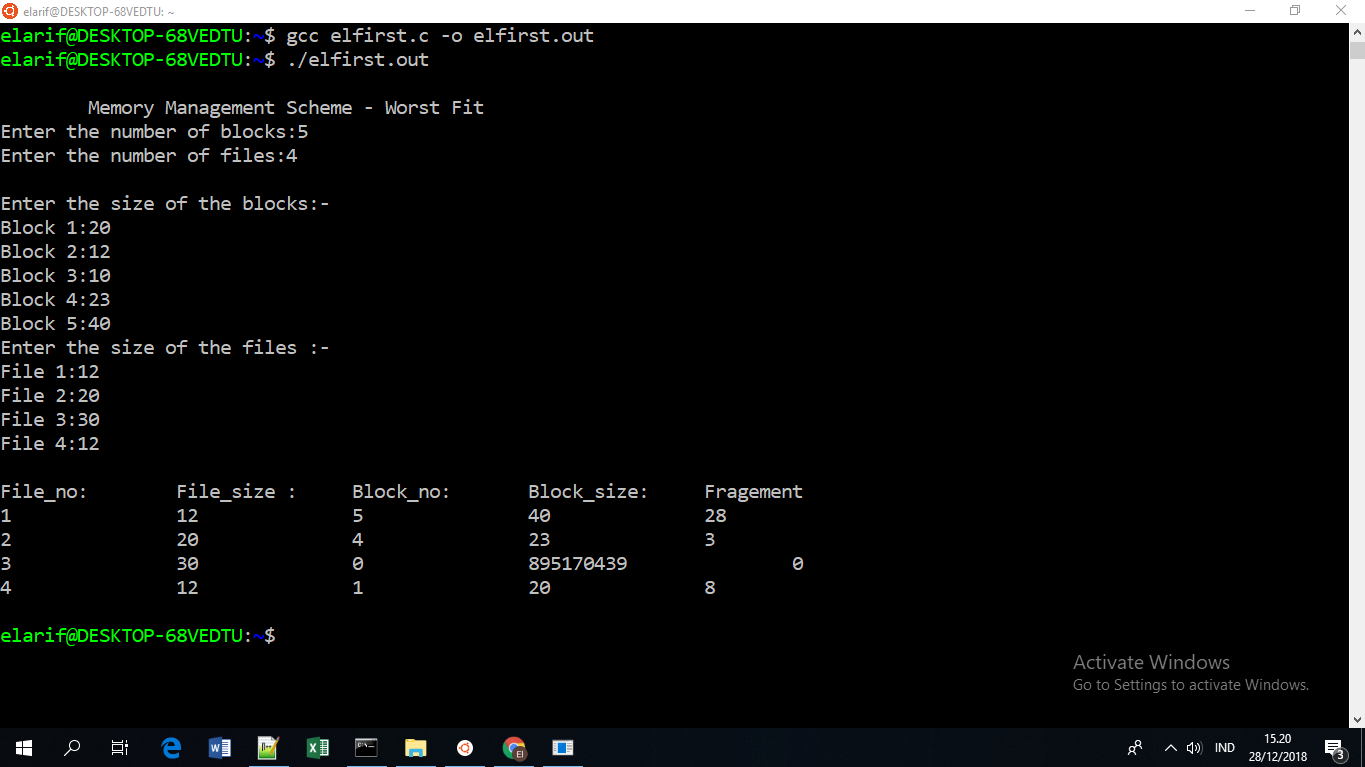 elarif@DESKTOP-68VEDTU: ~
elarif@DESKTOP-68VEDTU:~$ gcc elfirst.c -o elfirst.out
elarif@DESKTOP-68VEDTU:~$ ./elfirst.out
Memory Management Scheme - Worst Fit
Enter the number of blocks:5
Enter the number of files:4
Enter the size of the blocks:-
Block 1:20
Block 2:12
Block 3:10
Block 4:23
Block 5:40
Enter the size of the files :-
File 1:12
File 2:20
File 3:30
File 4:12
File_no: File_size : Block_no: Block_size: Fragement
1 12 5 40 28
2 20 4 23 3
3 30 0 895170439 0
4 12 1 20 8
elarif@DESKTOP-68VEDTU:~$
Activate Windows
Go to Settings to activate Windows.
IND
15.20
28/12/2018
3